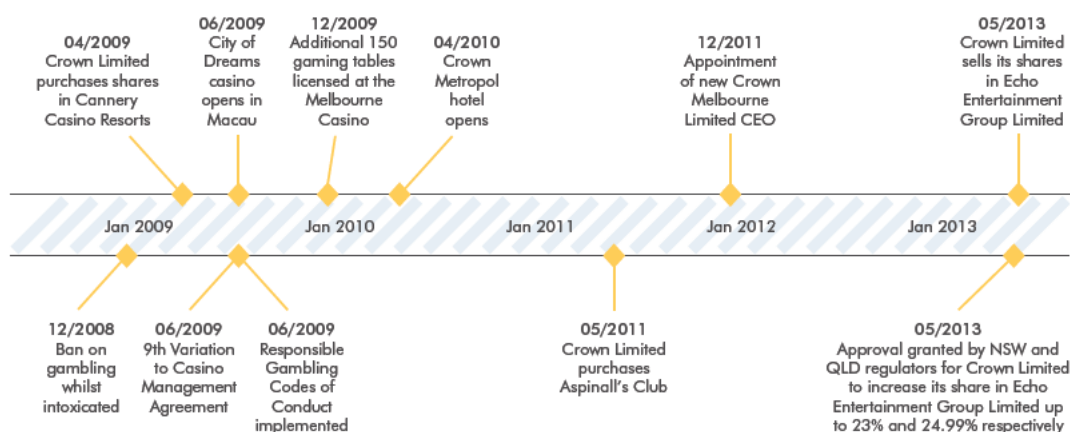 04/2009
Crown Limited
purchases shares
in Cannery
Casino Resorts
06/2009
City of
Dreams
casino
opens in
Macau
12/2009
Additional 150
gaming tables
licensed at the
Melbourne
Casino
04/2010
Crown
Metropol
hotel
opens
12/2011
Appointment
of new Crown
Melbourne
Limited CEO
05/2013
Crown Limited
sells its shares
in Echo
Entertainment
Group Limited
Jan 2009
Jan 2010
Jan 2011
Jan 2012
Jan 2013
12/2008
Ban on
gambling
whilst
intoxicated
06/2009
9th Variation
to Casino
Management
Agreement
06/2009
Responsible
Gambling
Codes of
Conduct
implemented
05/2011
Crown Limited
purchases
Aspinall's Club
05/2013
Approval granted by NSW and
QLD regulators for Crown Limited
to increase its share in Echo
Entertainment Group Limited up
to 23% and 24.99% respectively